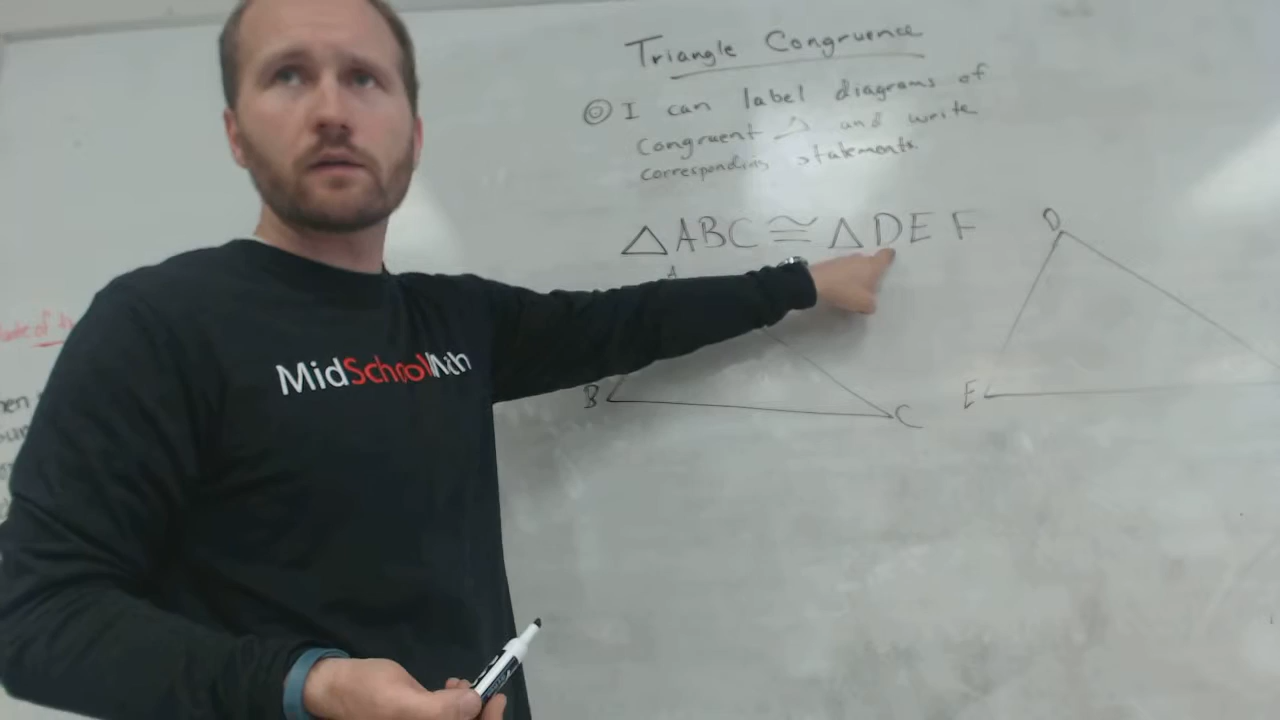 Triangle Congruence
◎ I can label diagrams of
congruent △ and write
corresponding statements.
△ABC ≅ △DEF
A
B
C
D
E
MidSchoolMath